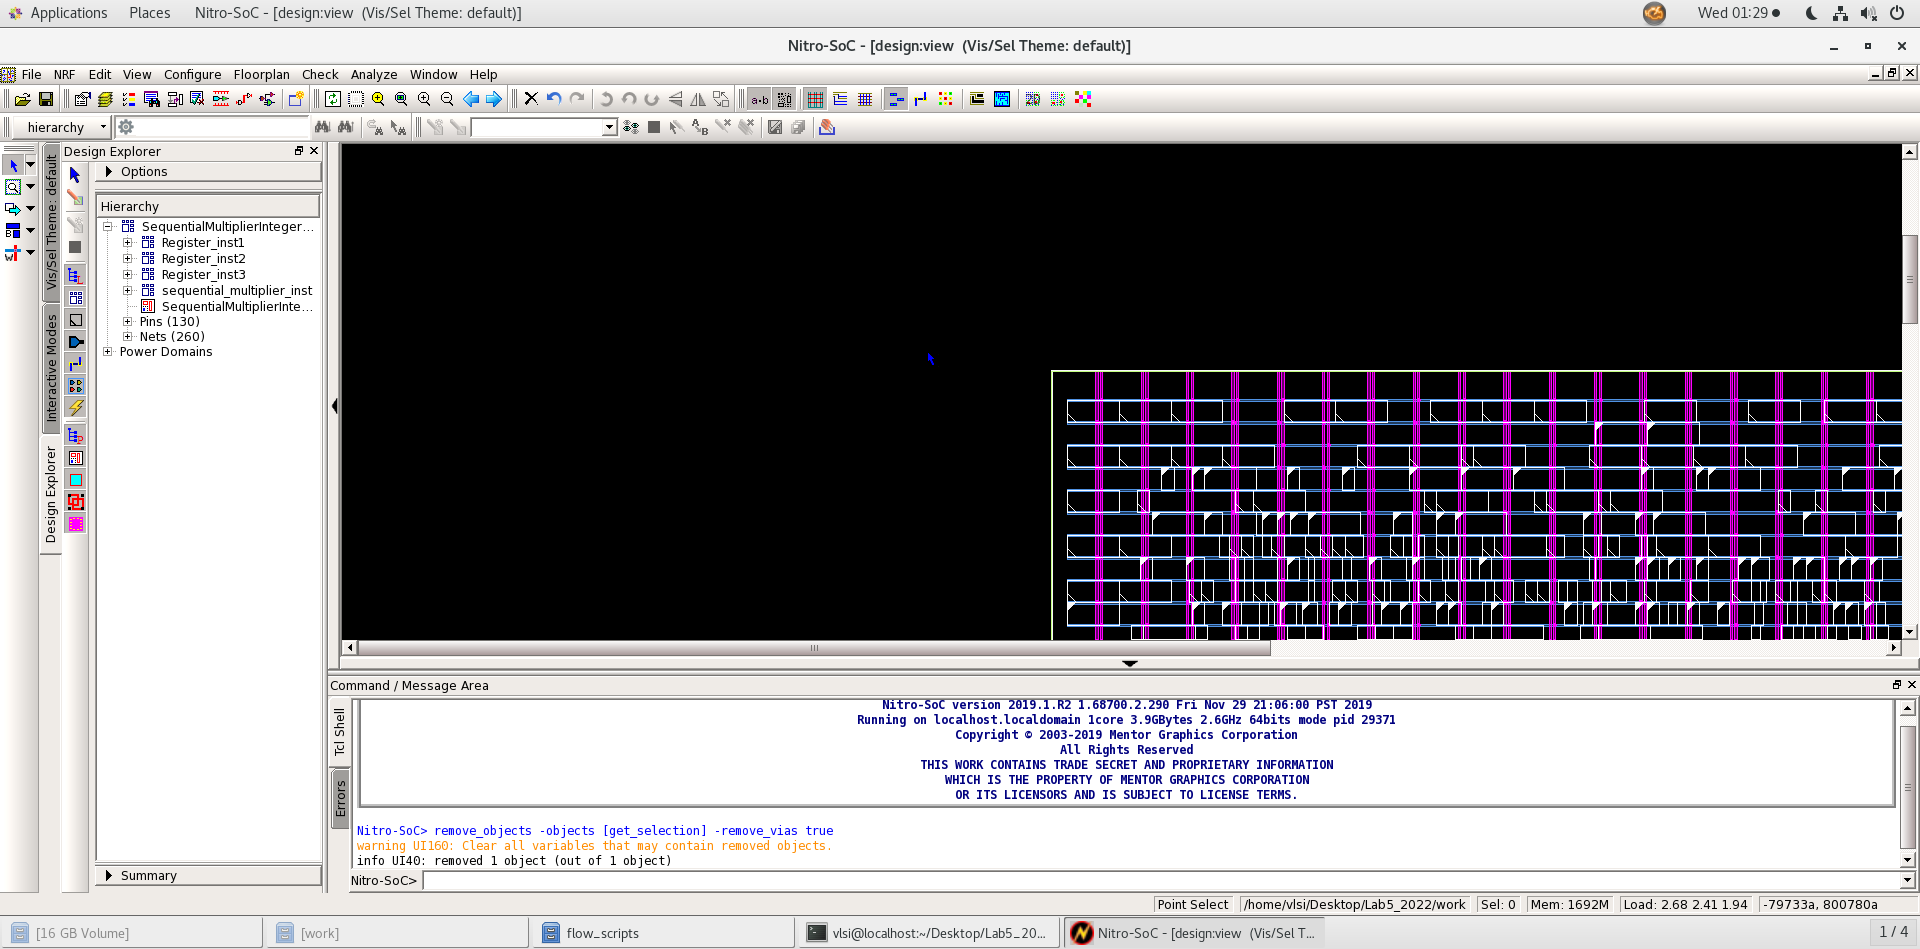 Applications Places Nitro-SoC - [design:view (Vis/Sel Theme: default)] Wed 01:29
Nitro-SoC - [design:view (Vis/Sel Theme: default)]
File NRF Edit View Configure Floorplan Check Analyze Window Help
hierarchy
Design Explorer
Options
Hierarchy
SequentialMultiplierInteger...
Register_inst1
Register_inst2
Register_inst3
sequential_multiplier_inst
SequentialMultiplierInte...
Pins (130)
Nets (260)
Power Domains
Summary
Vis/Sel Theme: default
Interactive Modes
Design Explorer
Command / Message Area
Tcl Shell
Errors
Nitro-SoC version 2019.1.R2 1.68700.2.290 Fri Nov 29 21:06:00 PST 2019
Running on localhost.localdomain 1core 3.9GBytes 2.6GHz 64bits mode pid 29371
Copyright © 2003-2019 Mentor Graphics Corporation
All Rights Reserved
THIS WORK CONTAINS TRADE SECRET AND PROPRIETARY INFORMATION
WHICH IS THE PROPERTY OF MENTOR GRAPHICS CORPORATION
OR ITS LICENSORS AND IS SUBJECT TO LICENSE TERMS.
Nitro-SoC> remove_objects -objects [get_selection] -remove_vias true
warning UI160: Clear all variables that may contain removed objects.
info UI40: removed 1 object (out of 1 object)
Nitro-SoC>
Point Select /home/vlsi/Desktop/Lab5_2022/work Sel: 0 Mem: 1692M Load: 2.68 2.41 1.94 -79733a, 800780a
[16 GB Volume] [work] flow_scripts vlsi@localhost:~/Desktop/Lab5_20... Nitro-SoC - [design:view (Vis/Sel T... 1 / 4